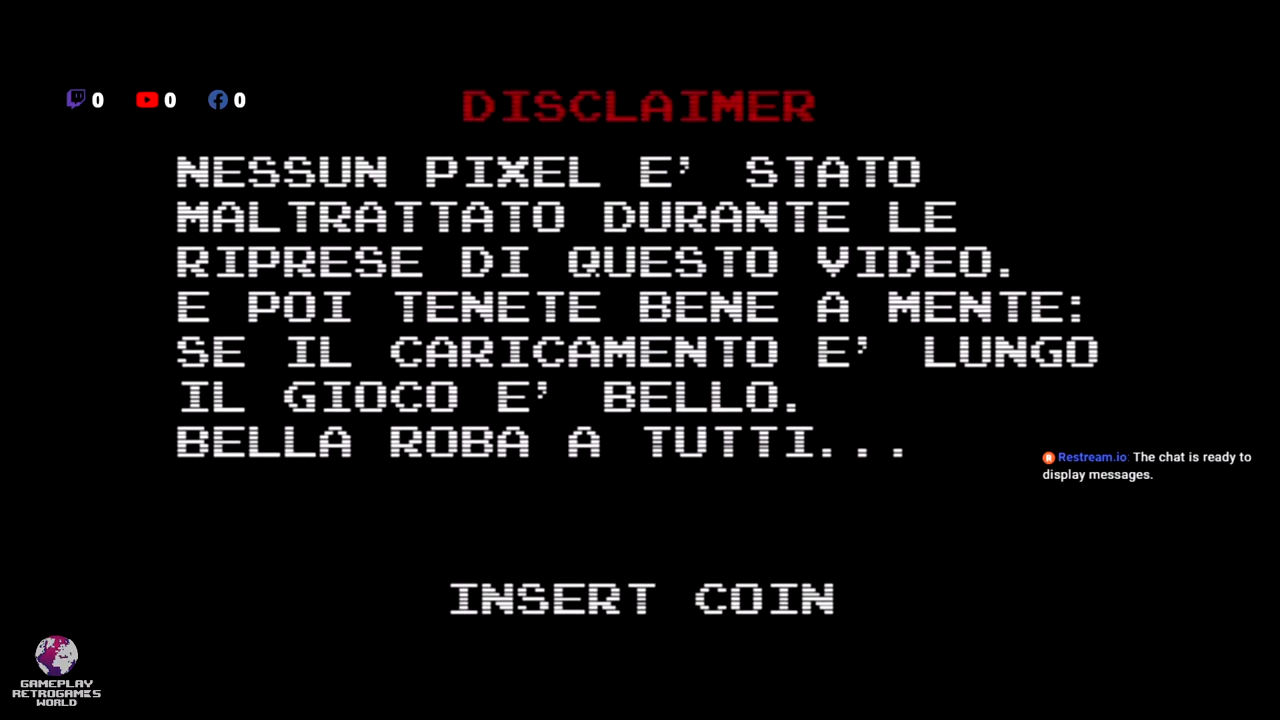 0 0 0
DISCLAIMER
NESSUN PIXEL E' STATO
MALTRATTATO DURANTE LE
RIPRESE DI QUESTO VIDEO.
E POI TENETE BENE A MENTE:
SE IL CARICAMENTO E' LUNGO
IL GIOCO E' BELLO.
BELLA ROBA A TUTTI...
Restream.io: The chat is ready to
display messages.
INSERT COIN
GAMEPLAY
RETROGAMES
WORLD